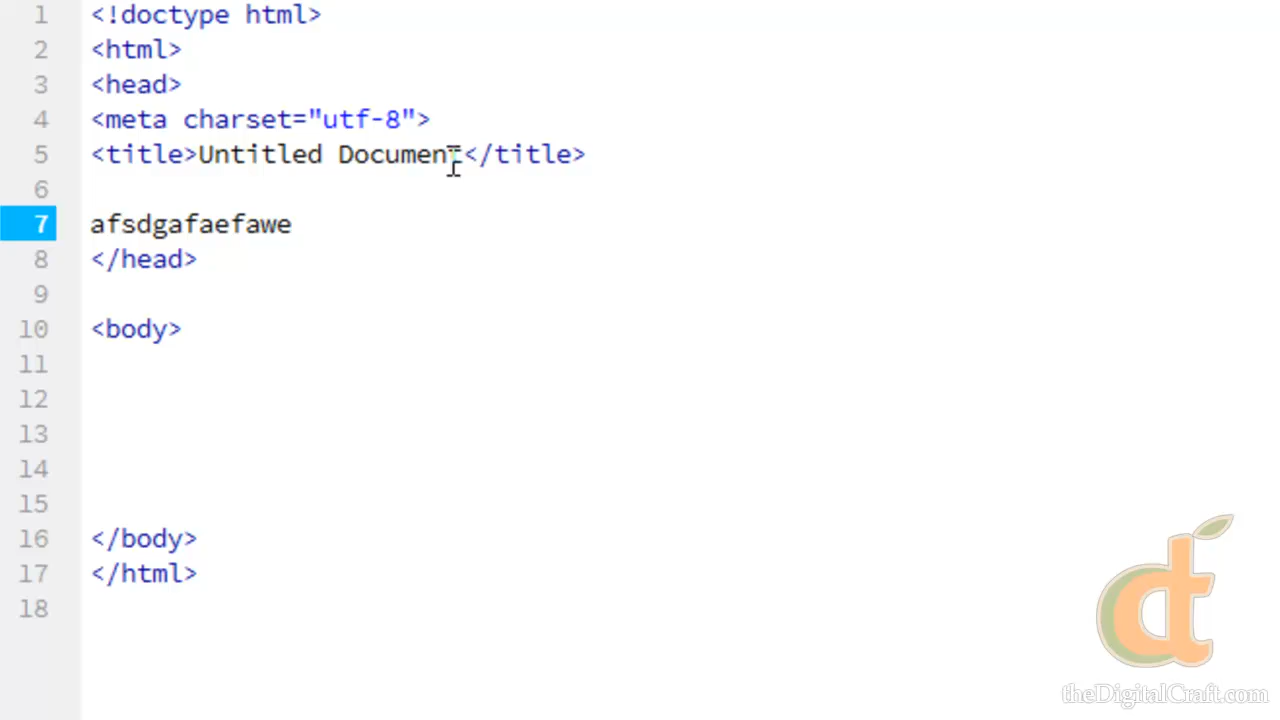 1 <!doctype html>
2 <html>
3 <head>
4 <meta charset="utf-8">
5 <title>Untitled Document</title>
6
7 afsdgafaefawe
8 </head>
9
10 <body>
11
12
13
14
15
16 </body>
17 </html>
18
dt
theDigitalCraft.com